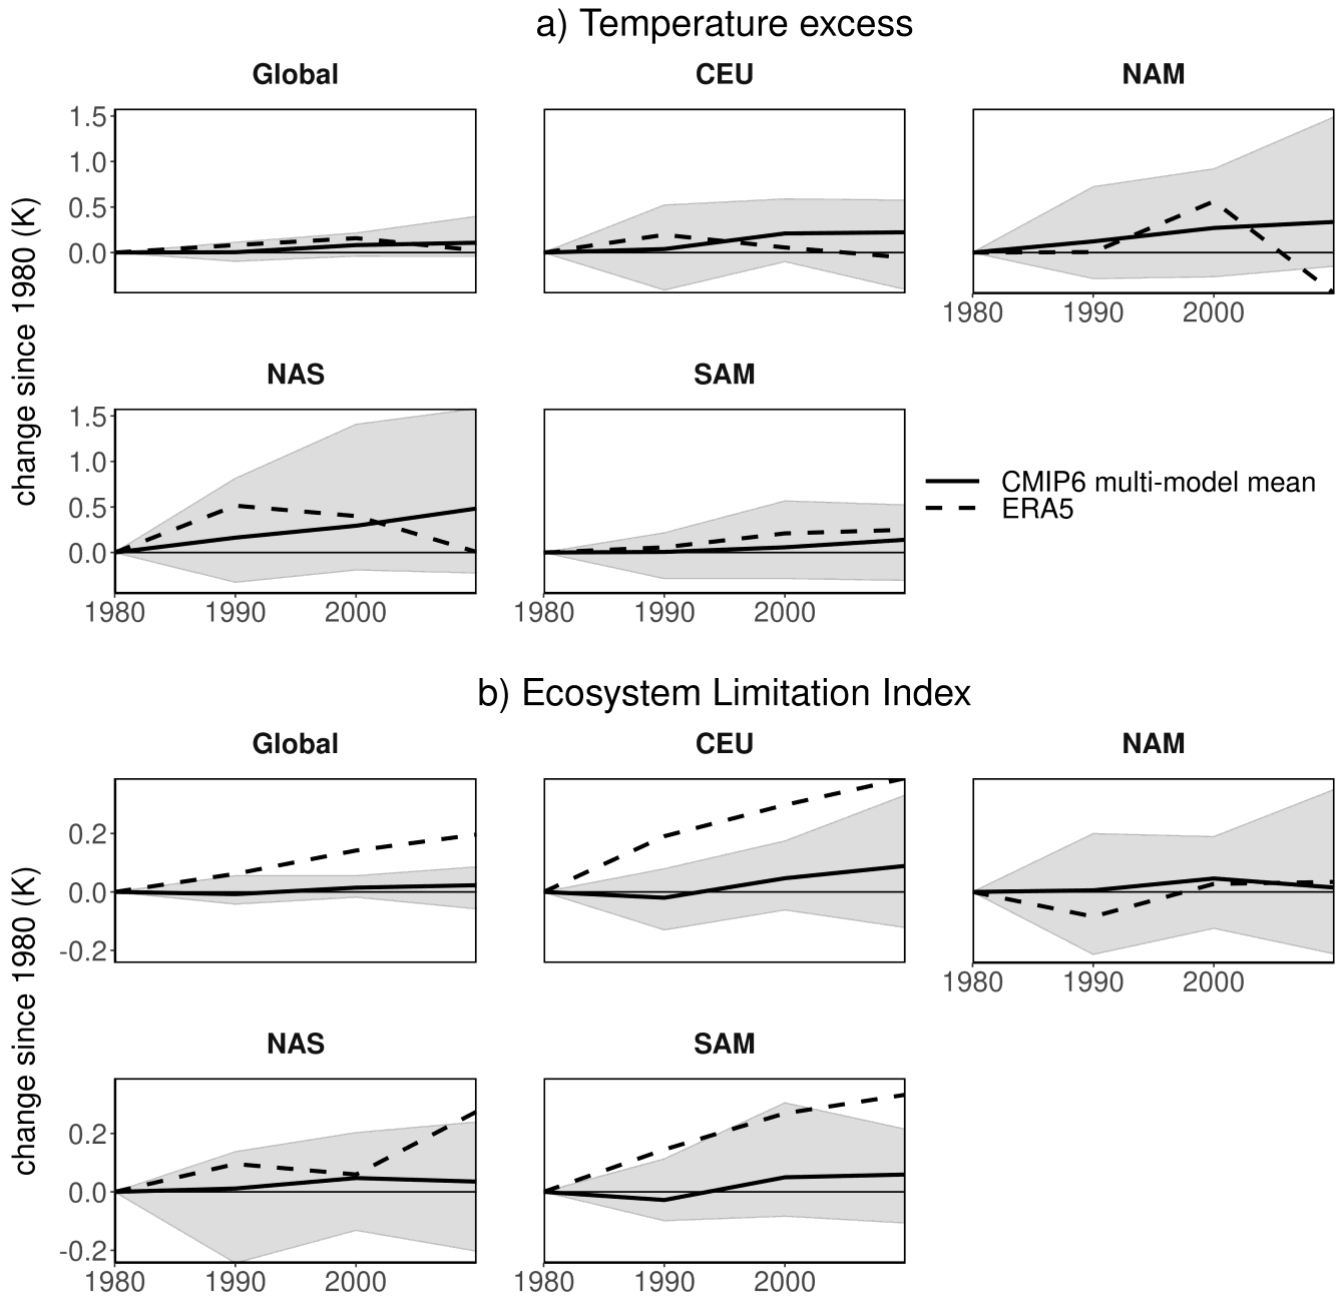 a) Temperature excess
Global
CEU
NAM
change since 1980 (K)
1.5
1.0
0.5
0.0
1980 1990 2000
NAS
SAM
1.5
1.0
0.5
0.0
1980 1990 2000
1980 1990 2000
CMIP6 multi-model mean
ERA5
b) Ecosystem Limitation Index
Global
CEU
NAM
change since 1980 (K)
0.2
0.0
-0.2
1980 1990 2000
NAS
SAM
0.2
0.0
-0.2
1980 1990 2000
1980 1990 2000